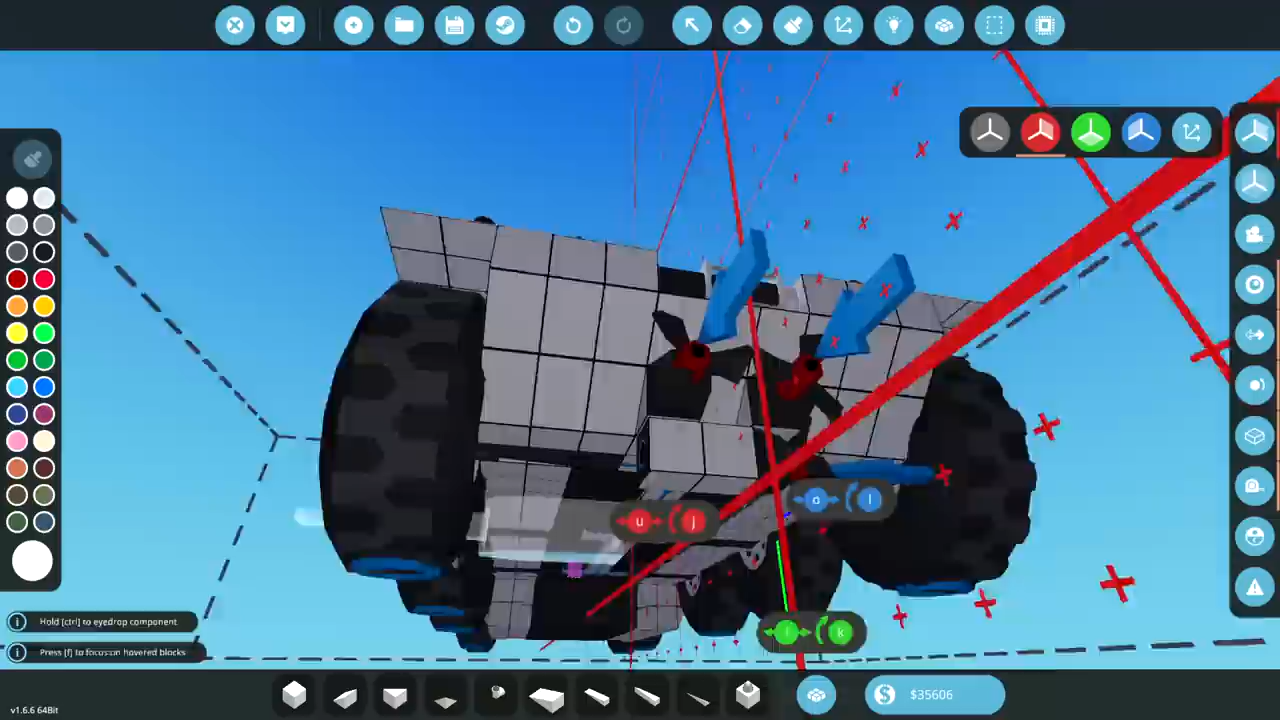 u j
o l
i k
Hold [ctrl] to eyedrop component
Press [f] to focus on hovered blocks
v1.6.6 64Bit
$35606